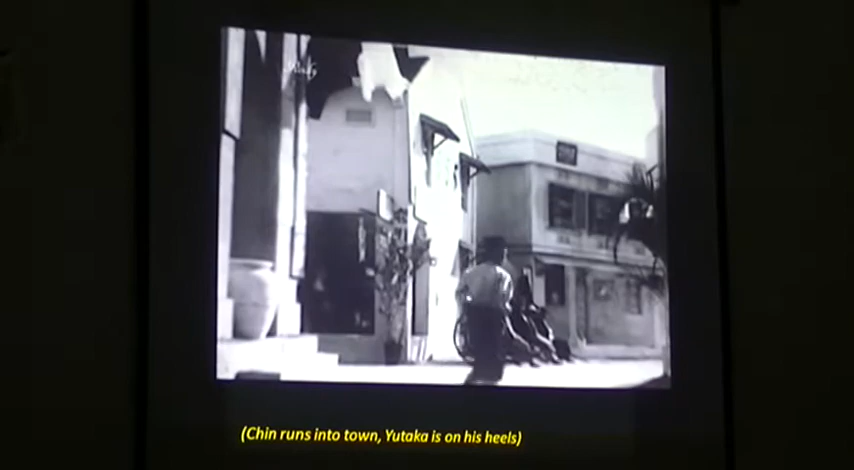 (Chin runs into town, Yutaka is on his heels)